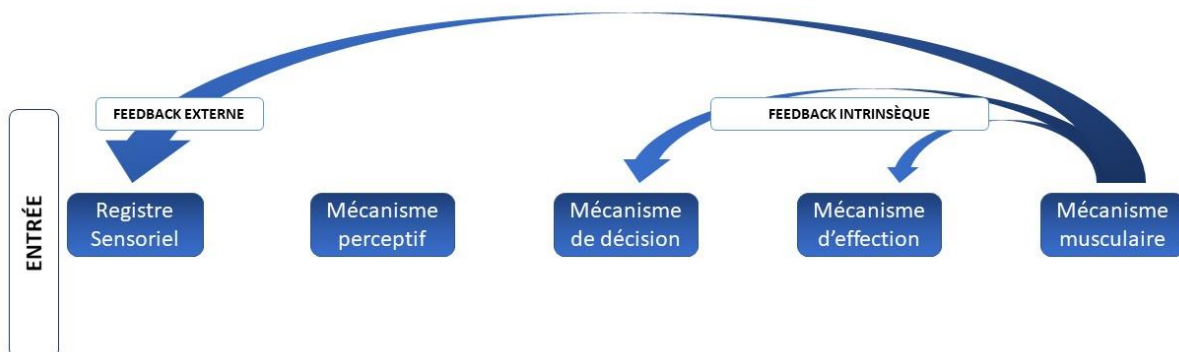 FEEDBACK EXTERNE
FEEDBACK INTRINSÈQUE
ENTRÉE
Registre
Sensoriel
Mécanisme
perceptif
Mécanisme
de décision
Mécanisme
d’effection
Mécanisme
musculaire